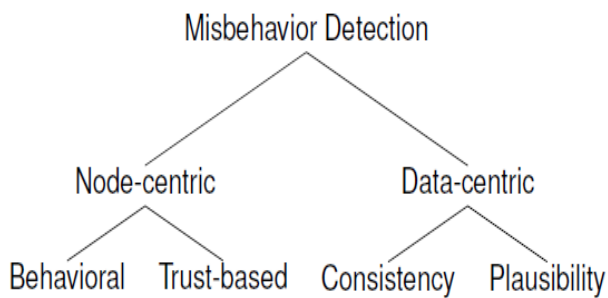 Misbehavior Detection
Node-centric Data-centric
Behavioral Trust-based Consistency Plausibility